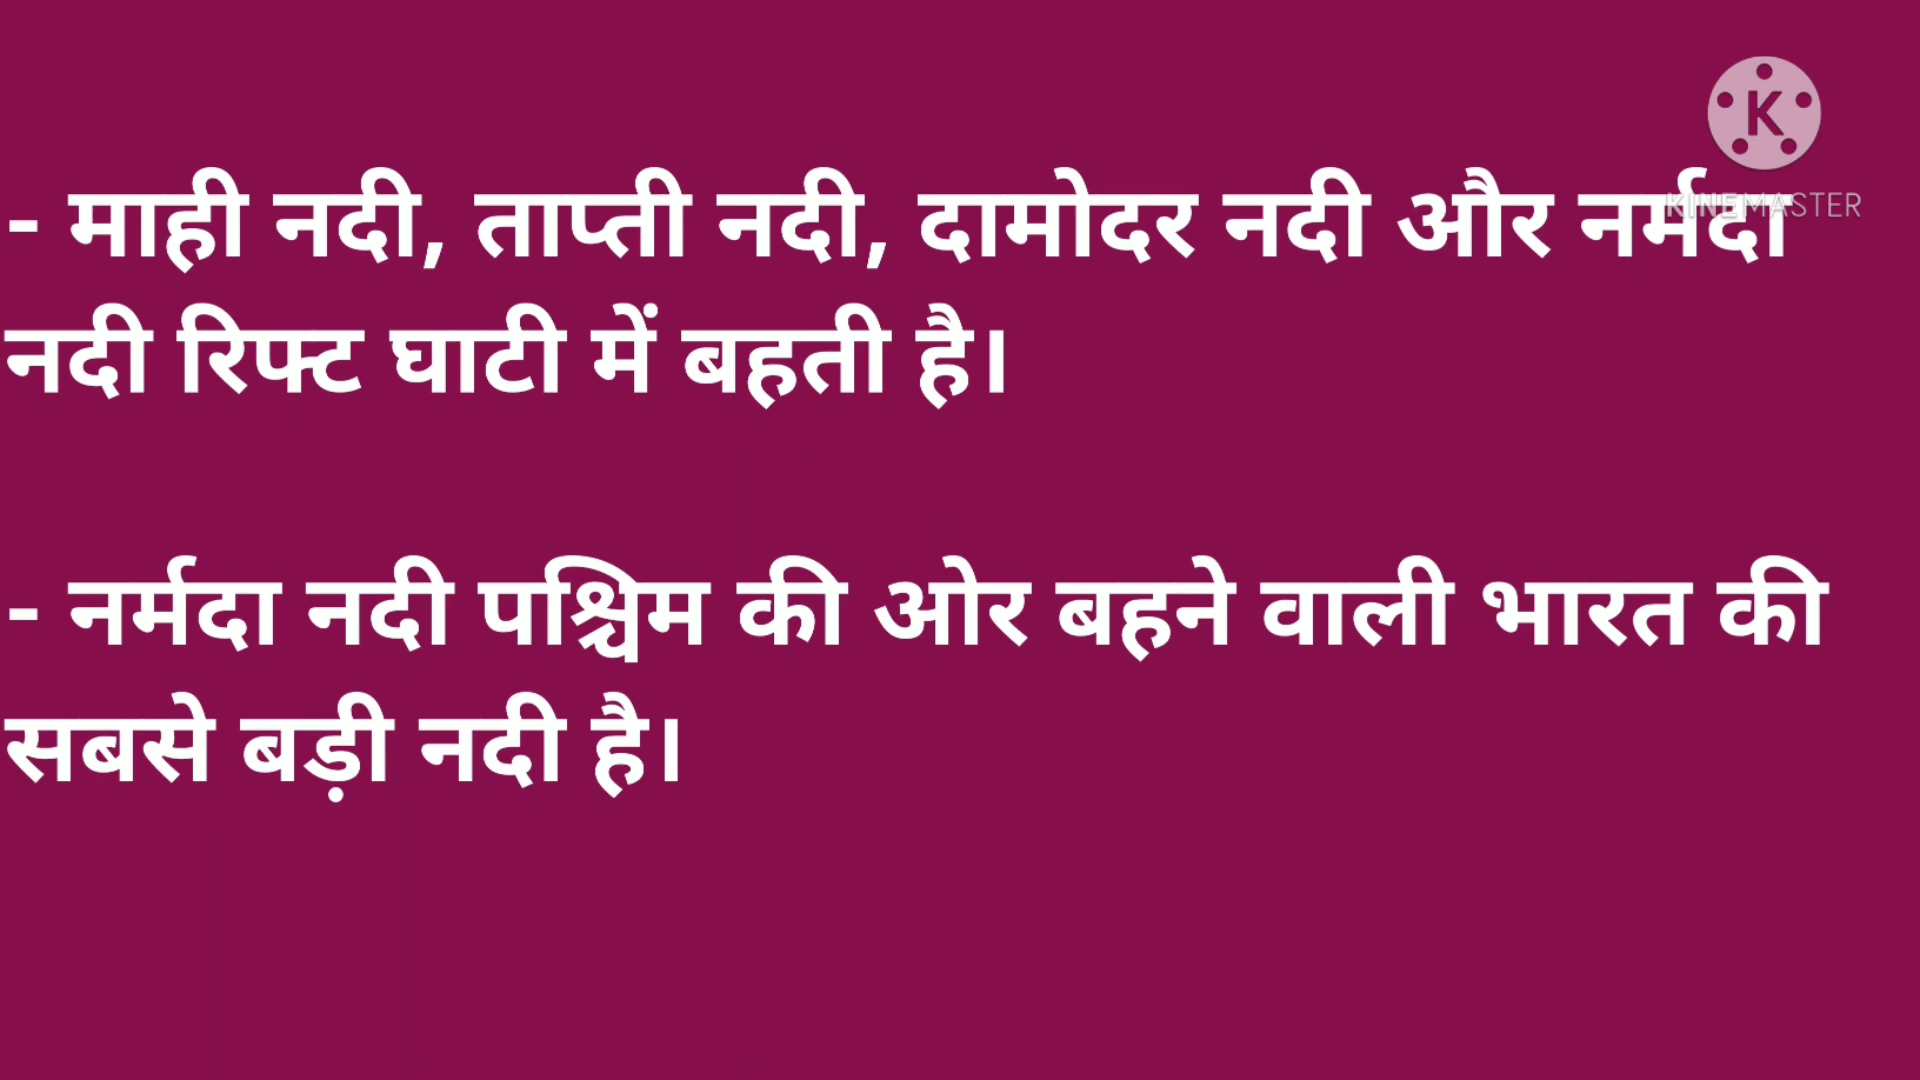 K
KINEMASTER
- माही नदी, ताप्ती नदी, दामोदर नदी और नर्मदा
नदी रिफ्ट घाटी में बहती है।
- नर्मदा नदी पश्चिम की ओर बहने वाली भारत की
सबसे बड़ी नदी है।